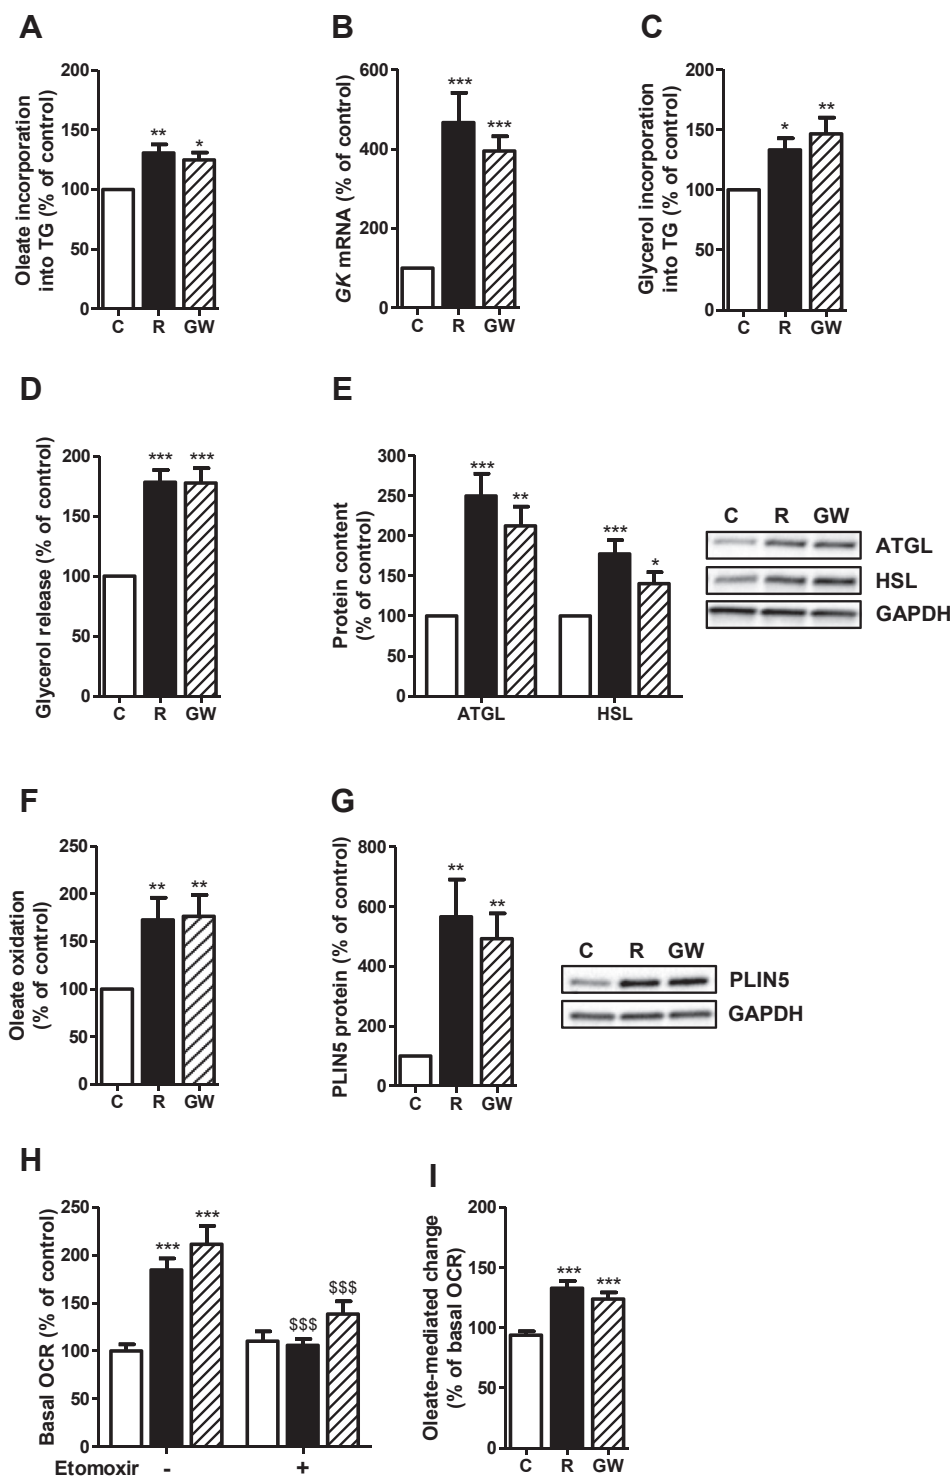 A
Oleate incorporation
into TG (% of control)
200
150
100
50
0
** *
C R GW
B
GK mRNA (% of control)
600
400
200
0
*** ***
C R GW
C
Glycerol incorporation
into TG (% of control)
200
150
100
50
0
* **
C R GW
D
Glycerol release (% of control)
200
150
100
50
0
*** ***
C R GW
E
Protein content
(% of control)
300
250
200
150
100
50
0
*** ** *** *
ATGL HSL
C R GW
ATGL
HSL
GAPDH
F
Oleate oxidation
(% of control)
250
200
150
100
50
0
** **
C R GW
G
PLIN5 protein (% of control)
800
600
400
200
0
** **
C R GW
C R GW
PLIN5
GAPDH
H
Basal OCR (% of control)
250
200
150
100
50
0
*** *** $$$ $$$
Etomoxir - +
I
Oleate-mediated change
(% of basal OCR)
200
150
100
50
0
*** ***
C R GW